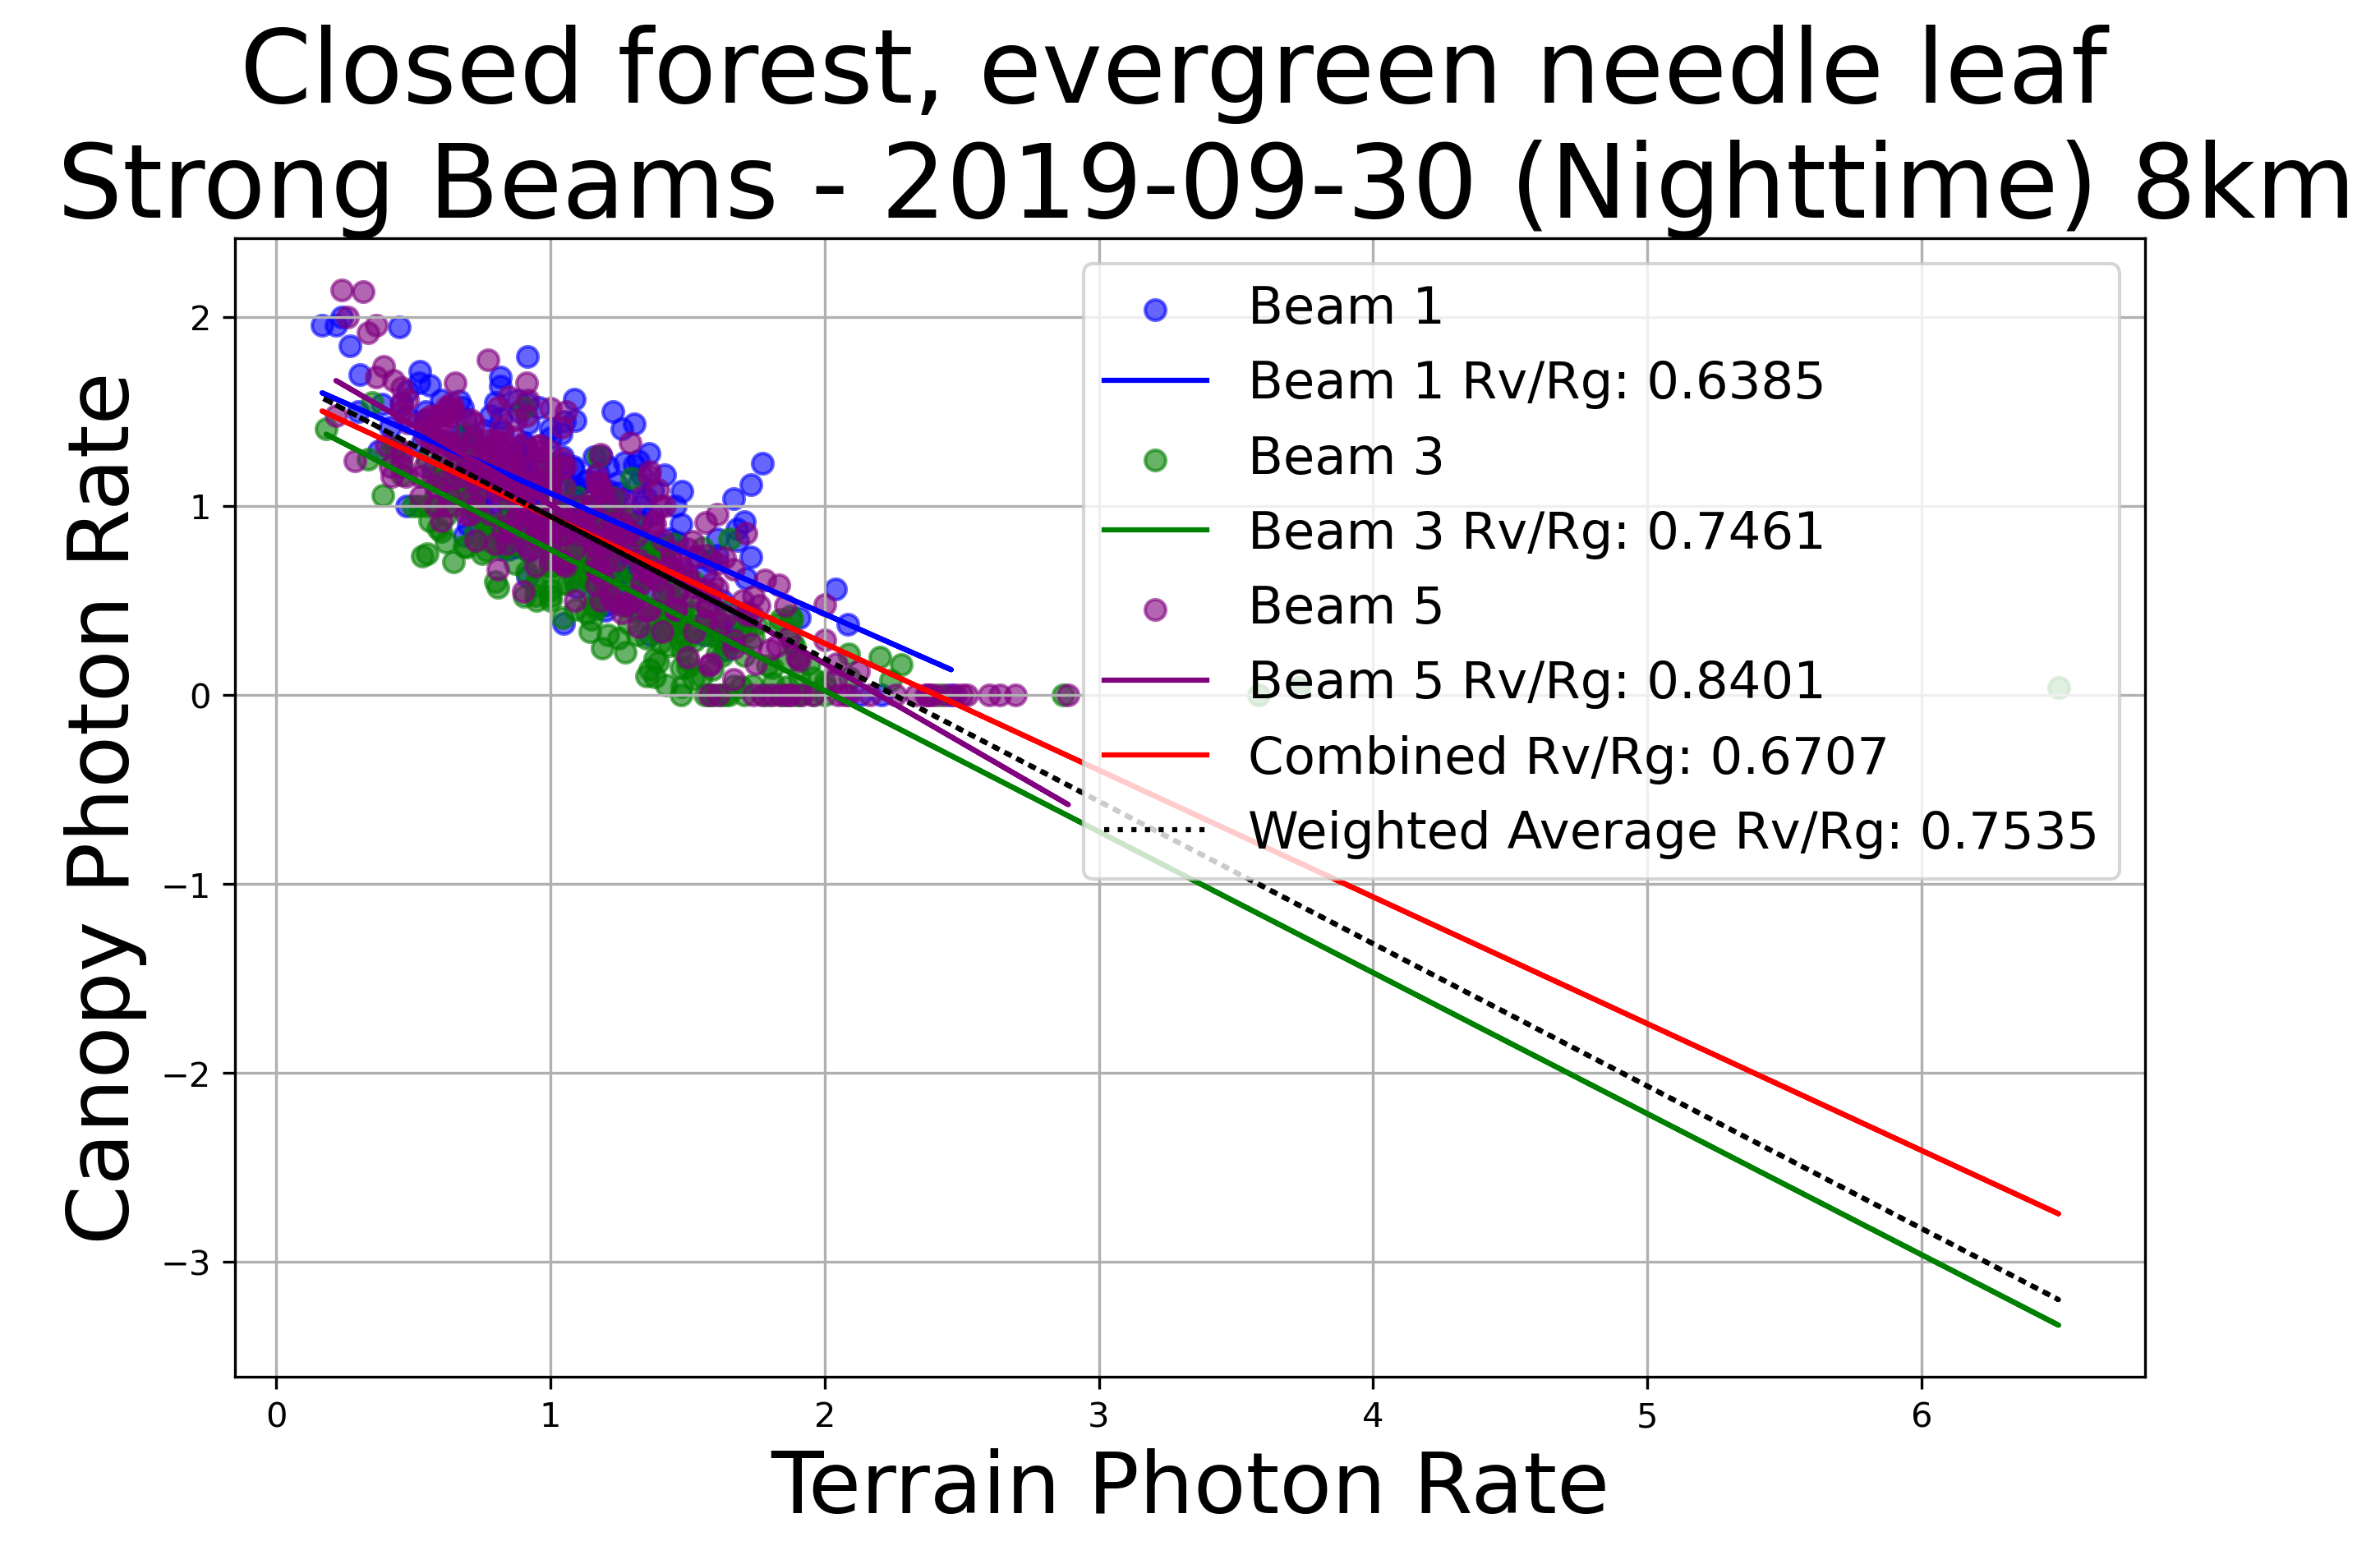 Closed forest, evergreen needle leaf
Strong Beams - 2019-09-30 (Nighttime) 8km
Canopy Photon Rate
2
1
0
−1
−2
−3
Beam 1
Beam 1 Rv/Rg: 0.6385
Beam 3
Beam 3 Rv/Rg: 0.7461
Beam 5
Beam 5 Rv/Rg: 0.8401
Combined Rv/Rg: 0.6707
Weighted Average Rv/Rg: 0.7535
0 1 2 3 4 5 6
Terrain Photon Rate